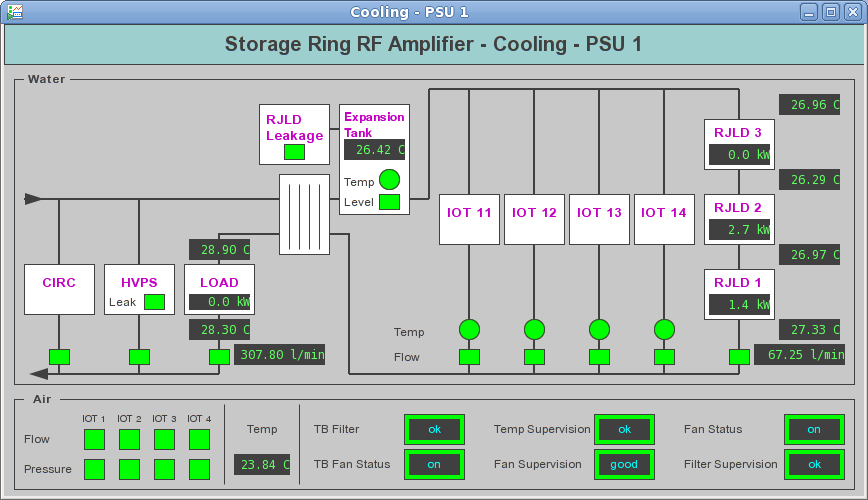 Cooling - PSU 1
Storage Ring RF Amplifier - Cooling - PSU 1
Water
RJLD
Leakage
Expansion
Tank
26.42 C
Temp
Level
26.96 C
RJLD 3
0.0 kW
26.29 C
IOT 11
IOT 12
IOT 13
IOT 14
RJLD 2
2.7 kW
28.90 C
26.97 C
CIRC
HVPS
Leak
LOAD
0.0 kW
RJLD 1
1.4 kW
28.30 C
Temp
27.33 C
307.80 l/min
Flow
67.25 l/min
Air
IOT 1 IOT 2 IOT 3 IOT 4
Flow
Pressure
Temp
23.84 C
TB Filter ok
Temp Supervision ok
Fan Status on
TB Fan Status on
Fan Supervision good
Filter Supervision ok